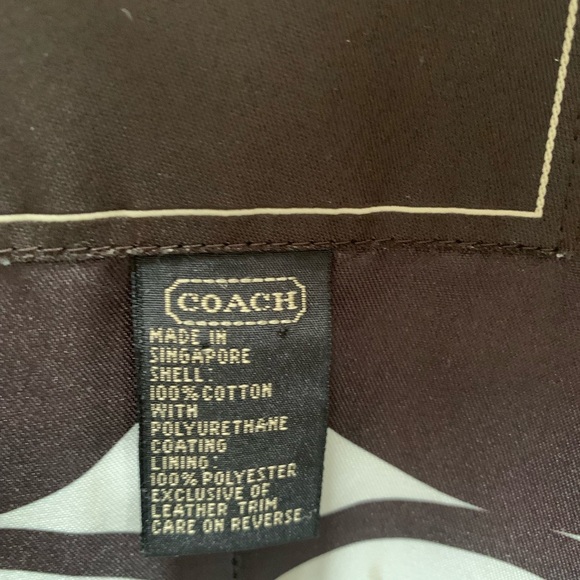 COACH
MADE IN
SINGAPORE
SHELL:
100% COTTON
WITH
POLYURETHANE
COATING
LINING:
100% POLYESTER
EXCLUSIVE OF
LEATHER TRIM
CARE ON REVERSE